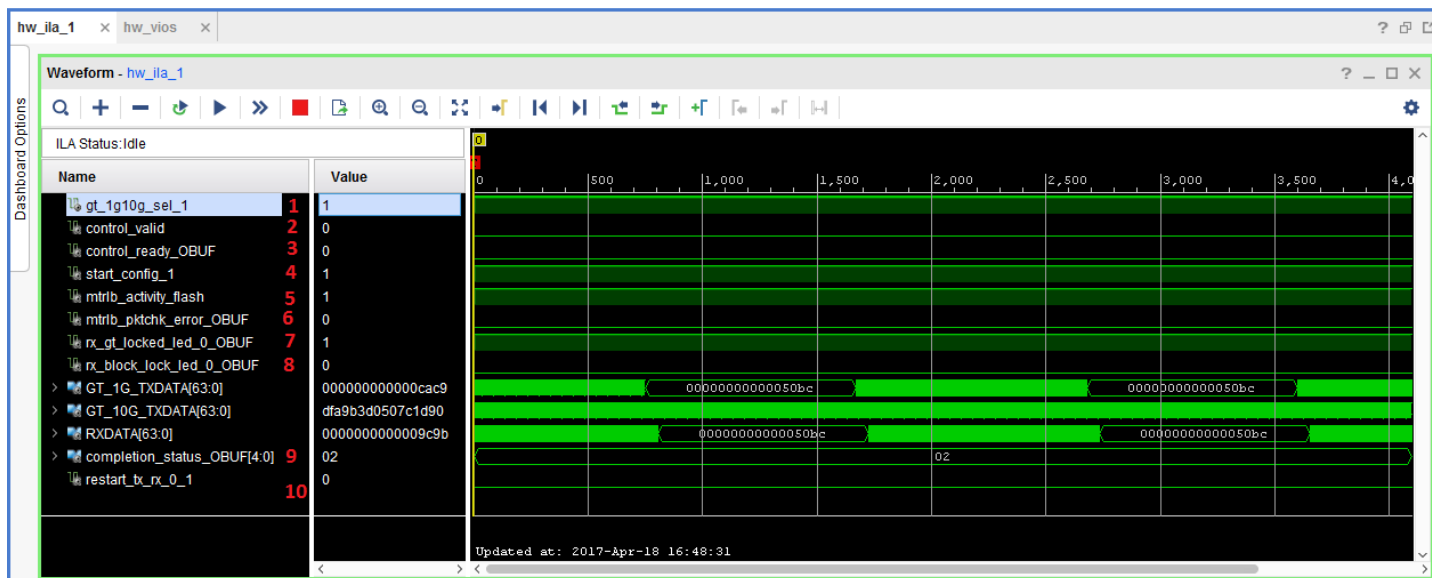 hw_ila_1 × hw_vios ×
Dashboard Options
Waveform - hw_ila_1
ILA Status:Idle
Name Value
0
0 500 1,000 1,500 2,000 2,500 3,000 3,500 4,0
gt_1g10g_sel_1 1 1
control_valid 2 0
control_ready_OBUF 3 0
start_config_1 4 1
mtrlb_activity_flash 5 1
mtrlb_pktchk_error_OBUF 6 0
rx_gt_locked_led_0_OBUF 7 1
rx_block_lock_led_0_OBUF 8 0
GT_1G_TXDATA[63:0] 000000000000cac9 00000000000050bc 00000000000050bc
GT_10G_TXDATA[63:0] dfa9b3d0507c1d90
RXDATA[63:0] 0000000000009c9b 00000000000050bc 00000000000050bc
completion_status_OBUF[4:0] 9 02 02
restart_tx_rx_0_1 10 0
Updated at: 2017-Apr-18 16:48:31